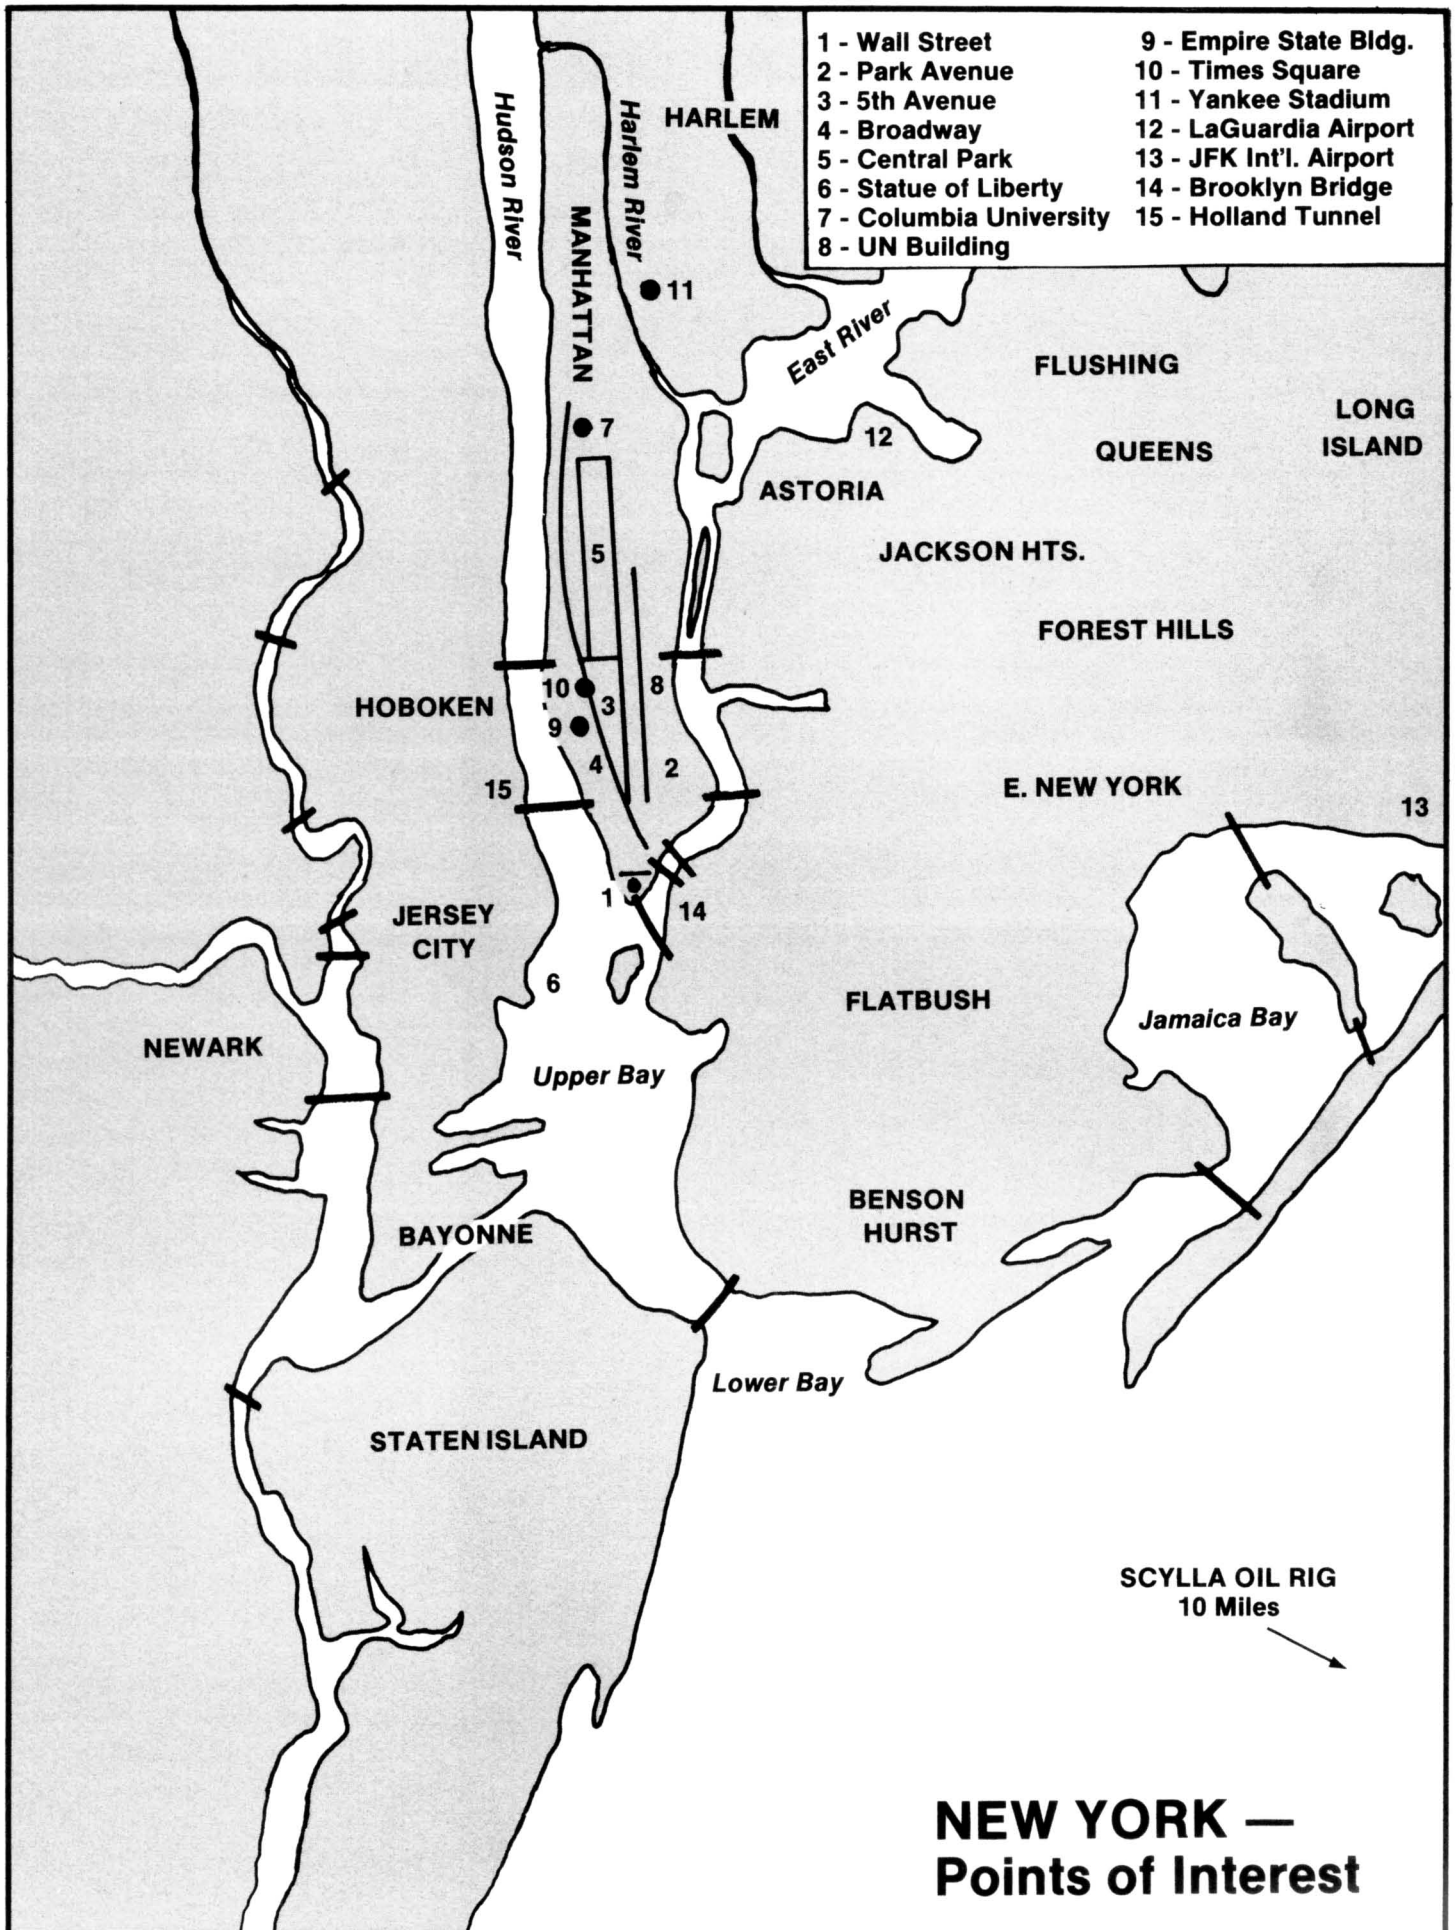 1 - Wall Street
2 - Park Avenue
3 - 5th Avenue
4 - Broadway
5 - Central Park
6 - Statue of Liberty
7 - Columbia University
8 - UN Building
9 - Empire State Bldg.
10 - Times Square
11 - Yankee Stadium
12 - LaGuardia Airport
13 - JFK Int'l. Airport
14 - Brooklyn Bridge
15 - Holland Tunnel
Hudson River
Harlem River
HARLEM
MANHATTAN
11
East River
FLUSHING
LONG
ISLAND
7
12
QUEENS
ASTORIA
5
JACKSON HTS.
FOREST HILLS
HOBOKEN
10
3
8
9
4
2
15
E. NEW YORK
13
1
14
JERSEY
CITY
6
FLATBUSH
Jamaica Bay
NEWARK
Upper Bay
BENSON
HURST
BAYONNE
Lower Bay
STATEN ISLAND
SCYLLA OIL RIG
10 Miles
NEW YORK —
Points of Interest